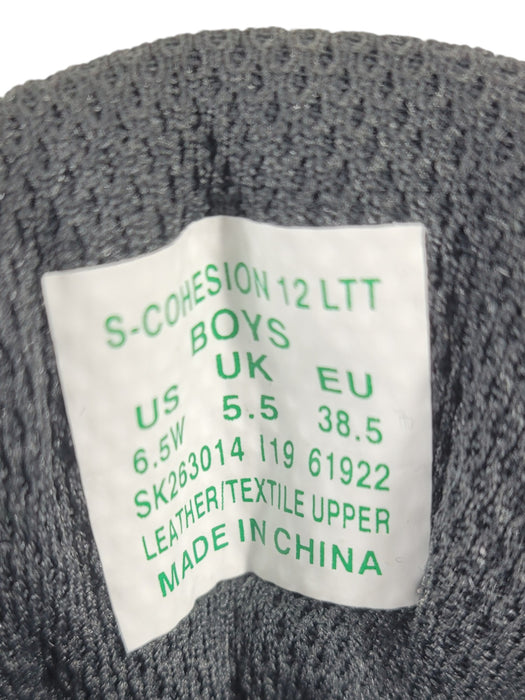 S-COHESION 12 LTT
BOYS
US UK EU
6.5W 5.5 38.5
SK263014 I19 61922
LEATHER/TEXTILE UPPER
MADE IN CHINA